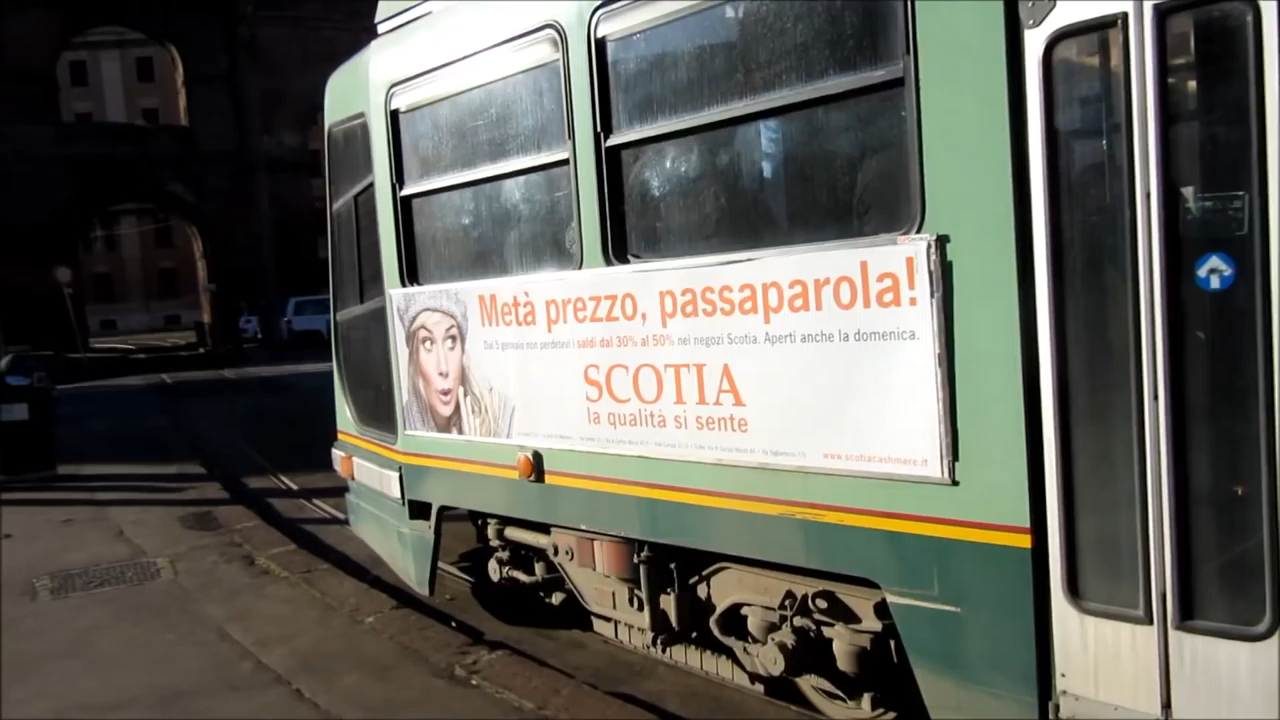 Metà prezzo, passaparola!
Dal 5 gennaio non perdetevi i saldi dal 30% al 50% nei negozi Scotia. Aperti anche la domenica.
SCOTIA
la qualità si sente
www.scotiacashmere.it